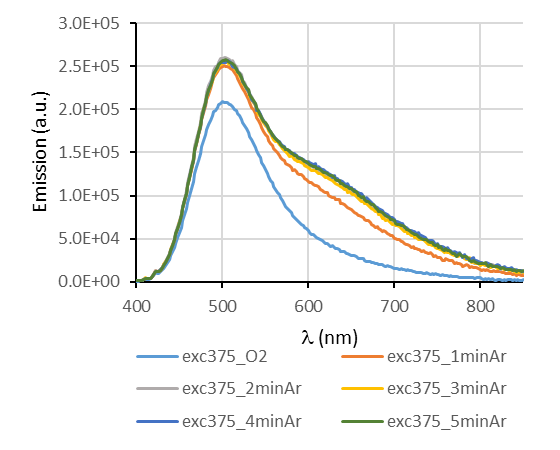 3.0E+05
2.5E+05
2.0E+05
1.5E+05
1.0E+05
5.0E+04
0.0E+00
Emission (a.u.)
400 500 600 700 800
λ (nm)
exc375_O2 exc375_1minAr
exc375_2minAr exc375_3minAr
exc375_4minAr exc375_5minAr